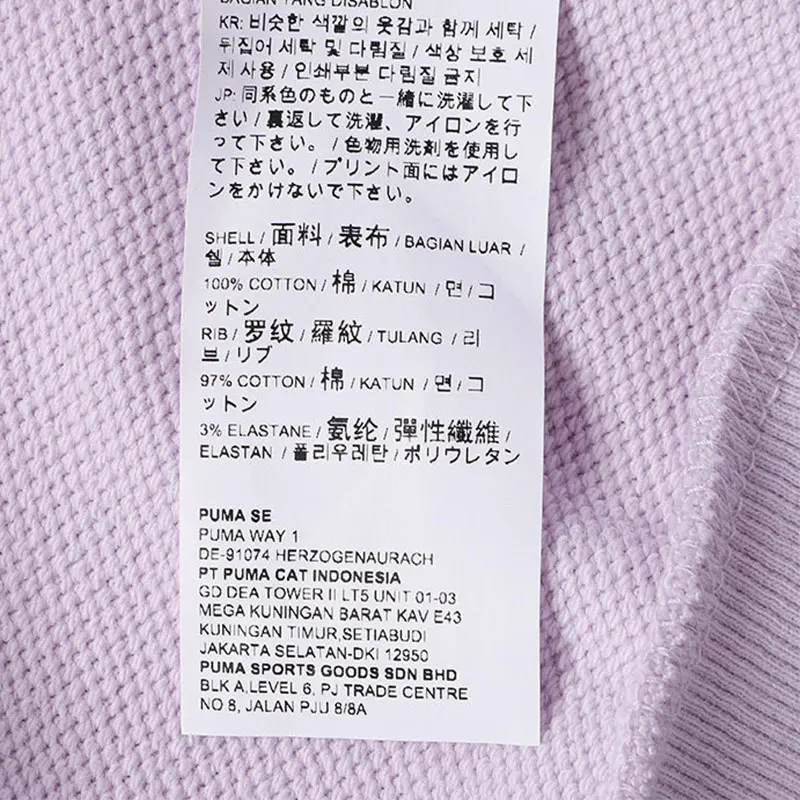 BAGIAN YANG DISABLON
KR: 비슷한 색깔의 옷감과 함께 세탁 /
뒤집어 세탁 및 다림질 / 색상 보호 세
제 사용 / 인쇄부분 다림질 금지
JP: 同系色のものと一緒に洗濯して下
さい / 裏返して洗濯、アイロンを行
って下さい。 / 色物用洗剤を使用し
て下さい。 / プリント面にはアイロ
ンをかけないで下さい。
SHELL / 面料 / 表布 / BAGIAN LUAR /
쉘 / 本体
100% COTTON / 棉 / KATUN / 면 / コ
ットン
RIB / 罗纹 / 羅紋 / TULANG / 리
브 / リブ
97% COTTON / 棉 / KATUN / 면 / コ
ットン
3% ELASTANE / 氨纶 / 彈性纖維 /
ELASTAN / 폴리우레탄 / ポリウレタン
PUMA SE
PUMA WAY 1
DE-91074 HERZOGENAURACH
PT PUMA CAT INDONESIA
GD DEA TOWER II LT5 UNIT 01-03
MEGA KUNINGAN BARAT KAV E43
KUNINGAN TIMUR,SETIABUDI
JAKARTA SELATAN-DKI 12950
PUMA SPORTS GOODS SDN BHD
BLK A,LEVEL 6, PJ TRADE CENTRE
NO 8, JALAN PJU 8/8A